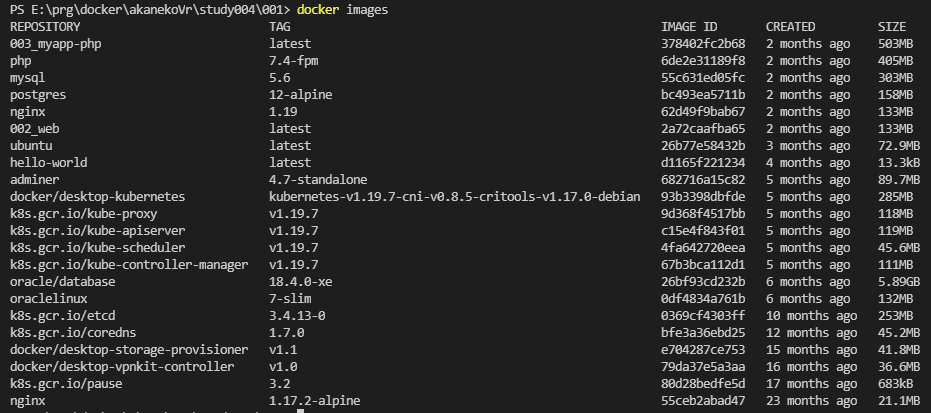 PS E:\prg\docker\akanekoVr\study004\001> docker images
REPOSITORY TAG IMAGE ID CREATED SIZE
003_myapp-php latest 378402fc2b68 2 months ago 503MB
php 7.4-fpm 6de2e31189f8 2 months ago 405MB
mysql 5.6 55c631ed05fc 2 months ago 303MB
postgres 12-alpine bc493ea5711b 2 months ago 158MB
nginx 1.19 62d49f9bab67 2 months ago 133MB
002_web latest 2a72caafba65 2 months ago 133MB
ubuntu latest 26b77e58432b 3 months ago 72.9MB
hello-world latest d1165f221234 4 months ago 13.3kB
adminer 4.7-standalone 682716a15c82 5 months ago 89.7MB
docker/desktop-kubernetes kubernetes-v1.19.7-cni-v0.8.5-critools-v1.17.0-debian 93b3398dbfde 5 months ago 285MB
k8s.gcr.io/kube-proxy v1.19.7 9d368f4517bb 5 months ago 118MB
k8s.gcr.io/kube-apiserver v1.19.7 c15e4f843f01 5 months ago 119MB
k8s.gcr.io/kube-scheduler v1.19.7 4fa642720eea 5 months ago 45.6MB
k8s.gcr.io/kube-controller-manager v1.19.7 67b3bca112d1 5 months ago 111MB
oracle/database 18.4.0-xe 26bf93cd232b 6 months ago 5.89GB
oraclelinux 7-slim 0df4834a761b 6 months ago 132MB
k8s.gcr.io/etcd 3.4.13-0 0369cf4303ff 10 months ago 253MB
k8s.gcr.io/coredns 1.7.0 bfe3a36ebd25 12 months ago 45.2MB
docker/desktop-storage-provisioner v1.1 e704287ce753 15 months ago 41.8MB
docker/desktop-vpnkit-controller v1.0 79da37e5a3aa 16 months ago 36.6MB
k8s.gcr.io/pause 3.2 80d28bedfe5d 17 months ago 683kB
nginx 1.17.2-alpine 55ceb2abad47 23 months ago 21.1MB